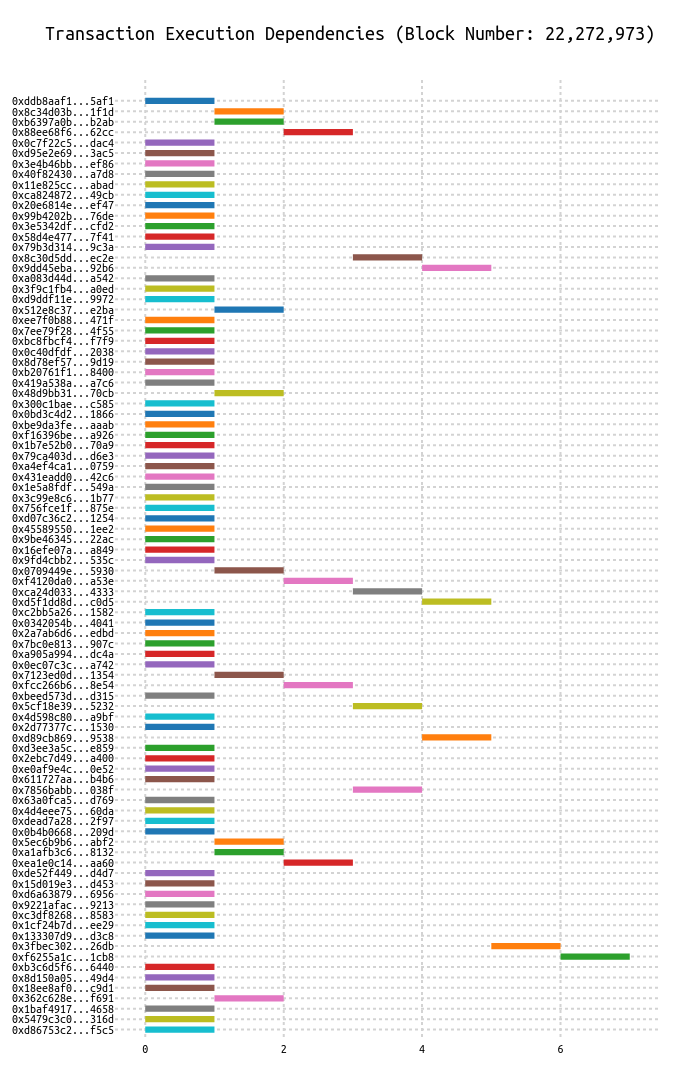 Transaction Execution Dependencies (Block Number: 22,272,973)
0xddb8aaf1...5af1
0x8c34d03b...1f1d
0xb6397a0b...b2ab
0x88ee68f6...62cc
0x0c7f22c5...dac4
0xd95e2e69...3ac5
0x3e4b46bb...ef86
0x40f82430...a7d8
0x11e825cc...abad
0xca824872...49cb
0x20e6814e...ef47
0x99b4202b...76de
0x3e5342df...cfd2
0x58d4e477...7f41
0x79b3d314...9c3a
0x8c30d5dd...ec2e
0x9dd45eba...92b6
0xa083d44d...a542
0x3f9c1fb4...a0ed
0xd9ddf11e...9972
0x512e8c37...e2ba
0xee7f0b88...471f
0x7ee79f28...4f55
0xbc8fbcf4...f7f9
0x0c40dfdf...2038
0x8d78ef57...9d19
0xb20761f1...8400
0x419a538a...a7c6
0x48d9bb31...70cb
0x300c1bae...c585
0x0bd3c4d2...1866
0xbe9da3fe...aaab
0xf16396be...a926
0x1b7e52b0...70a9
0x79ca403d...d6e3
0xa4ef4ca1...0759
0x431eadd0...42c6
0x1e5a8fdf...549a
0x3c99e8c6...1b77
0x756fce1f...875e
0xd07c36c2...1254
0x45589550...1ee2
0x9be46345...22ac
0x16efe07a...a849
0x9fd4cbb2...535c
0x0709449e...5930
0xf4120da0...a53e
0xca24d033...4333
0xd5f1dd8d...c0d5
0xc2bb5a26...1582
0x0342054b...4041
0x2a7ab6d6...edbd
0x7bc0e813...907c
0xa905a994...dc4a
0x0ec07c3c...a742
0x7123ed0d...1354
0xfcc266b6...8e54
0xbeed573d...d315
0x5cf18e39...5232
0x4d598c80...a9bf
0x2d77377c...1530
0xd89cb869...9538
0xd3ee3a5c...e859
0x2ebc7d49...a400
0xe0af9e4c...0e52
0x611727aa...b4b6
0x7856babb...038f
0x63a0fca5...d769
0x4d4eee75...60da
0xdead7a28...2f97
0x0b4b0668...209d
0x5ec6b9b6...abf2
0xa1afb3c6...8132
0xea1e0c14...aa60
0xde52f449...d4d7
0x15d019e3...d453
0xd6a63879...6956
0x9221afac...9213
0xc3df8268...8583
0x1cf24b7d...ee29
0x133307d9...d3c8
0x3fbec302...26db
0xf6255a1c...1cb8
0xb3c6d5f6...6440
0x8d150a05...49d4
0x18ee8af0...c9d1
0x362c628e...f691
0x1baf4917...4658
0x5479c3c0...316d
0xd86753c2...f5c5
0 2 4 6